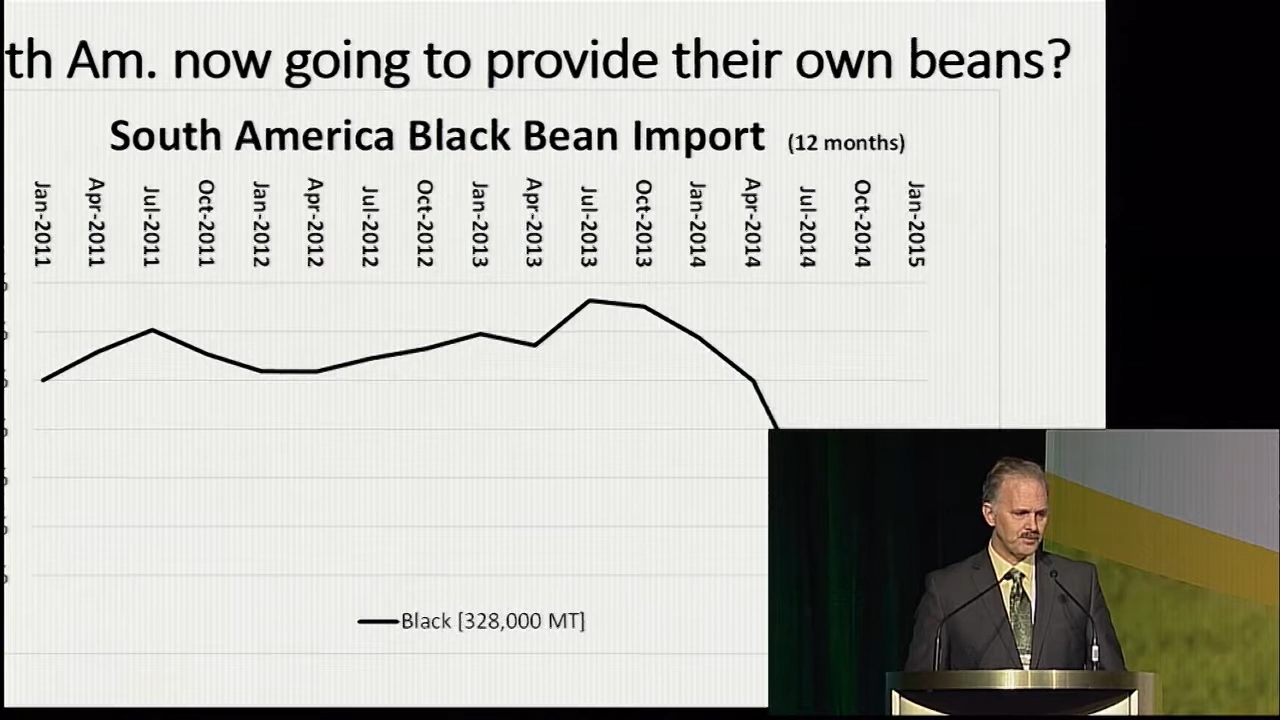 th Am. now going to provide their own beans?
South America Black Bean Import (12 months)
Jan-2011
Apr-2011
Jul-2011
Oct-2011
Jan-2012
Apr-2012
Jul-2012
Oct-2012
Jan-2013
Apr-2013
Jul-2013
Oct-2013
Jan-2014
Apr-2014
Jul-2014
Oct-2014
Jan-2015
Black [328,000 MT]